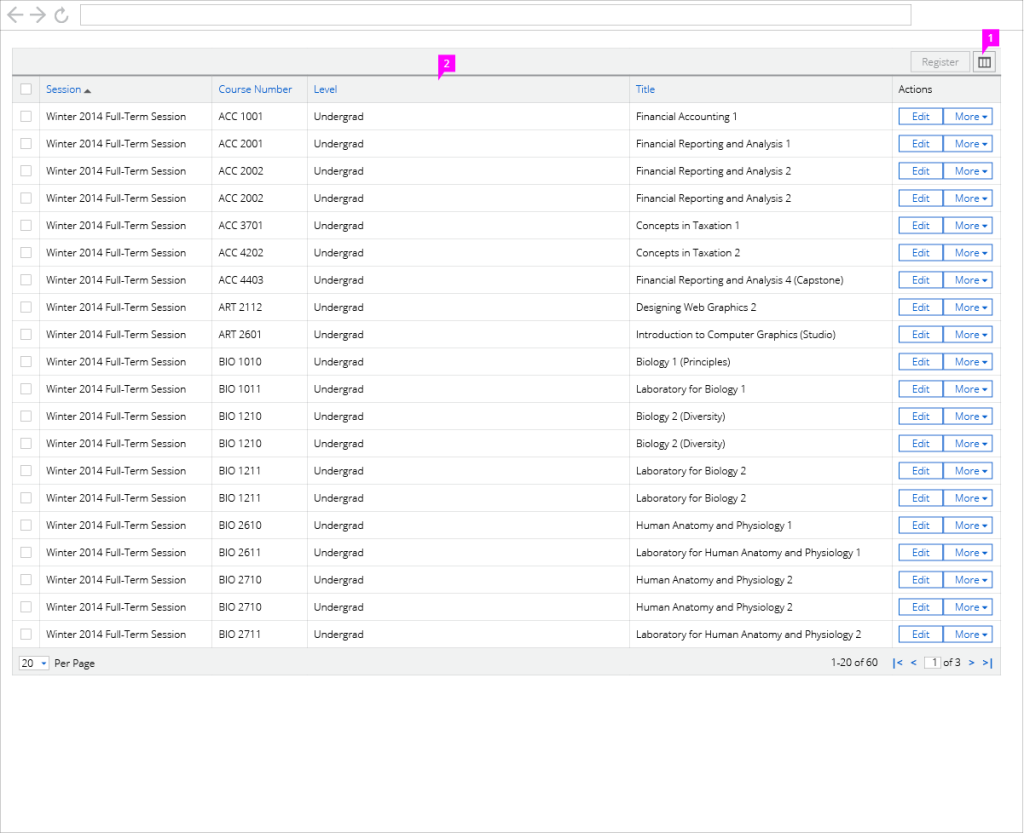 1
2
Register
Session Course Number Level Title Actions
Winter 2014 Full-Term Session ACC 1001 Undergrad Financial Accounting 1 Edit More
Winter 2014 Full-Term Session ACC 2001 Undergrad Financial Reporting and Analysis 1 Edit More
Winter 2014 Full-Term Session ACC 2002 Undergrad Financial Reporting and Analysis 2 Edit More
Winter 2014 Full-Term Session ACC 2002 Undergrad Financial Reporting and Analysis 2 Edit More
Winter 2014 Full-Term Session ACC 3701 Undergrad Concepts in Taxation 1 Edit More
Winter 2014 Full-Term Session ACC 4202 Undergrad Concepts in Taxation 2 Edit More
Winter 2014 Full-Term Session ACC 4403 Undergrad Financial Reporting and Analysis 4 (Capstone) Edit More
Winter 2014 Full-Term Session ART 2112 Undergrad Designing Web Graphics 2 Edit More
Winter 2014 Full-Term Session ART 2601 Undergrad Introduction to Computer Graphics (Studio) Edit More
Winter 2014 Full-Term Session BIO 1010 Undergrad Biology 1 (Principles) Edit More
Winter 2014 Full-Term Session BIO 1011 Undergrad Laboratory for Biology 1 Edit More
Winter 2014 Full-Term Session BIO 1210 Undergrad Biology 2 (Diversity) Edit More
Winter 2014 Full-Term Session BIO 1210 Undergrad Biology 2 (Diversity) Edit More
Winter 2014 Full-Term Session BIO 1211 Undergrad Laboratory for Biology 2 Edit More
Winter 2014 Full-Term Session BIO 1211 Undergrad Laboratory for Biology 2 Edit More
Winter 2014 Full-Term Session BIO 2610 Undergrad Human Anatomy and Physiology 1 Edit More
Winter 2014 Full-Term Session BIO 2611 Undergrad Laboratory for Human Anatomy and Physiology 1 Edit More
Winter 2014 Full-Term Session BIO 2710 Undergrad Human Anatomy and Physiology 2 Edit More
Winter 2014 Full-Term Session BIO 2710 Undergrad Human Anatomy and Physiology 2 Edit More
Winter 2014 Full-Term Session BIO 2711 Undergrad Laboratory for Human Anatomy and Physiology 2 Edit More
20 Per Page 1-20 of 60 |< < 1 of 3 > >|